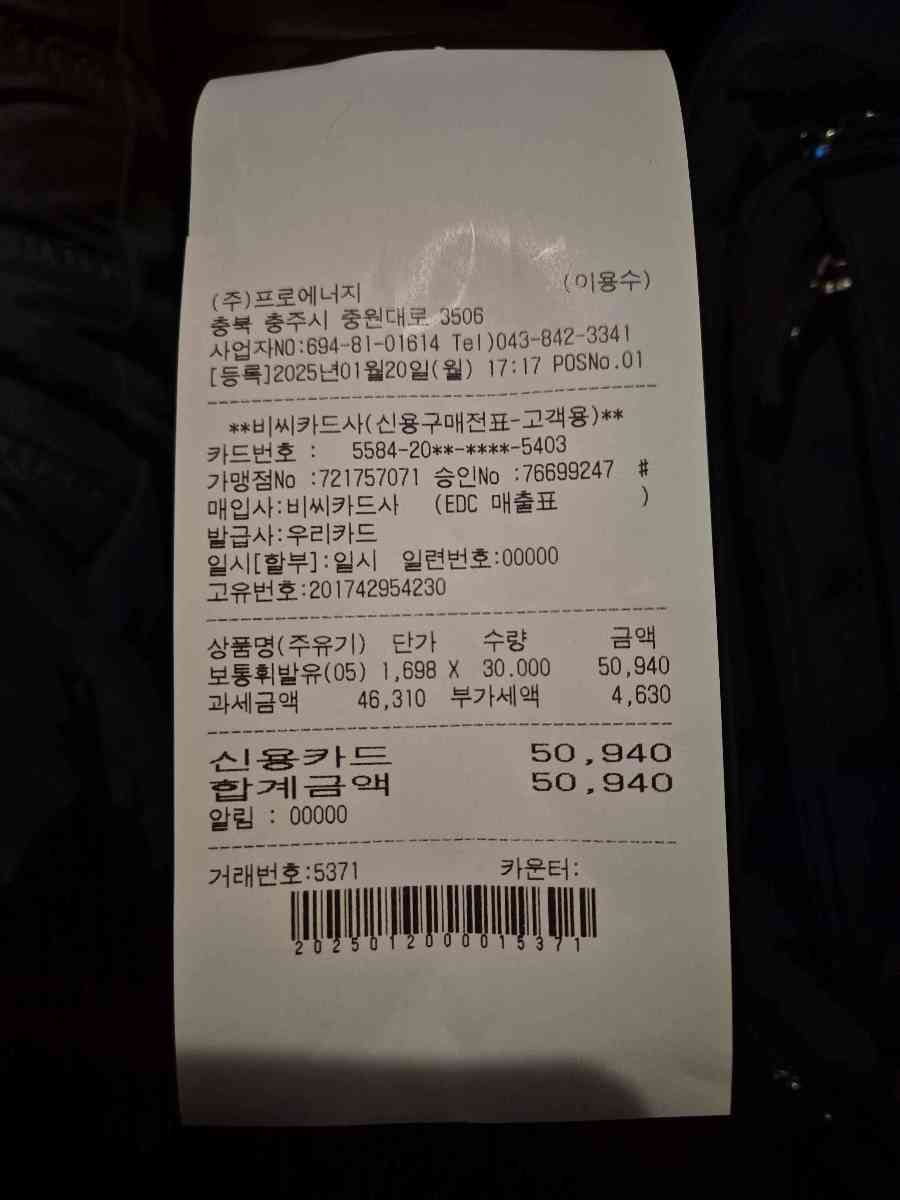 (주)프로에너지 (이용수)
충북 충주시 중원대로 3506
사업자NO:694-81-01614 Tel)043-842-3341
[등록]2025년01월20일(월) 17:17 POSNo.01
**비씨카드사(신용구매전표-고객용)**
카드번호 : 5584-20**-****-5403
가맹점No :721757071 승인No :76699247 #
매입사:비씨카드사 (EDC 매출표 )
발급사:우리카드
일시[할부]:일시 일련번호:00000
고유번호:201742954230
상품명(주유기) 단가 수량 금액
보통휘발유(05) 1,698 X 30.000 50,940
과세금액 46,310 부가세액 4,630
신용카드 50,940
합계금액 50,940
알림 : 00000
거래번호:5371 카운터:
2025012000015371